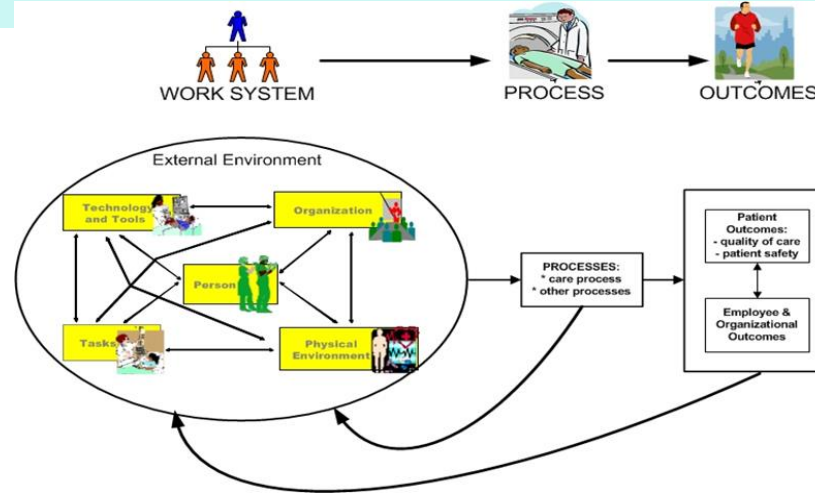 WORK SYSTEM
PROCESS
OUTCOMES
External Environment
Technology
and Tools
Organization
Person
Tasks
Physical
Environment
PROCESSES:
* care process
* other processes
Patient
Outcomes:
- quality of care
- patient safety
Employee &
Organizational
Outcomes